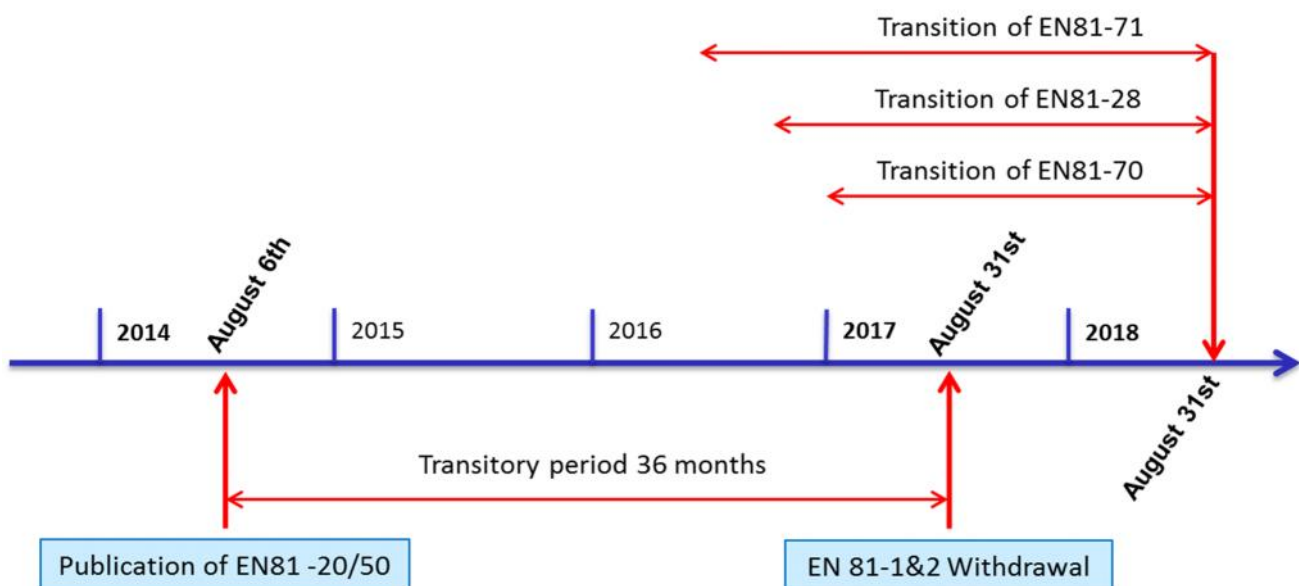 Transition of EN81-71
Transition of EN81-28
Transition of EN81-70
August 6th
August 31st
2014
2015
2016
2017
2018
August 31st
Transitory period 36 months
Publication of EN81 -20/50
EN 81-1&2 Withdrawal